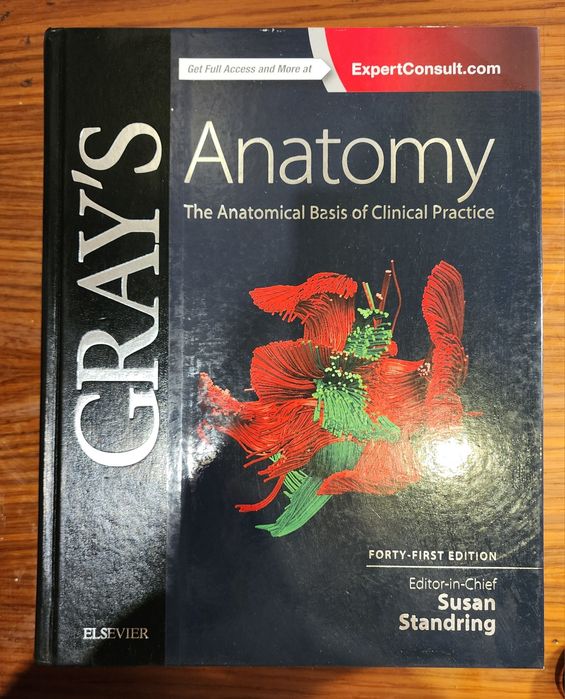 Get Full Access and More at
ExpertConsult.com
GRAY'S
Anatomy
The Anatomical Basis of Clinical Practice
FORTY-FIRST EDITION
Editor-in-Chief
Susan
Standring
ELSEVIER